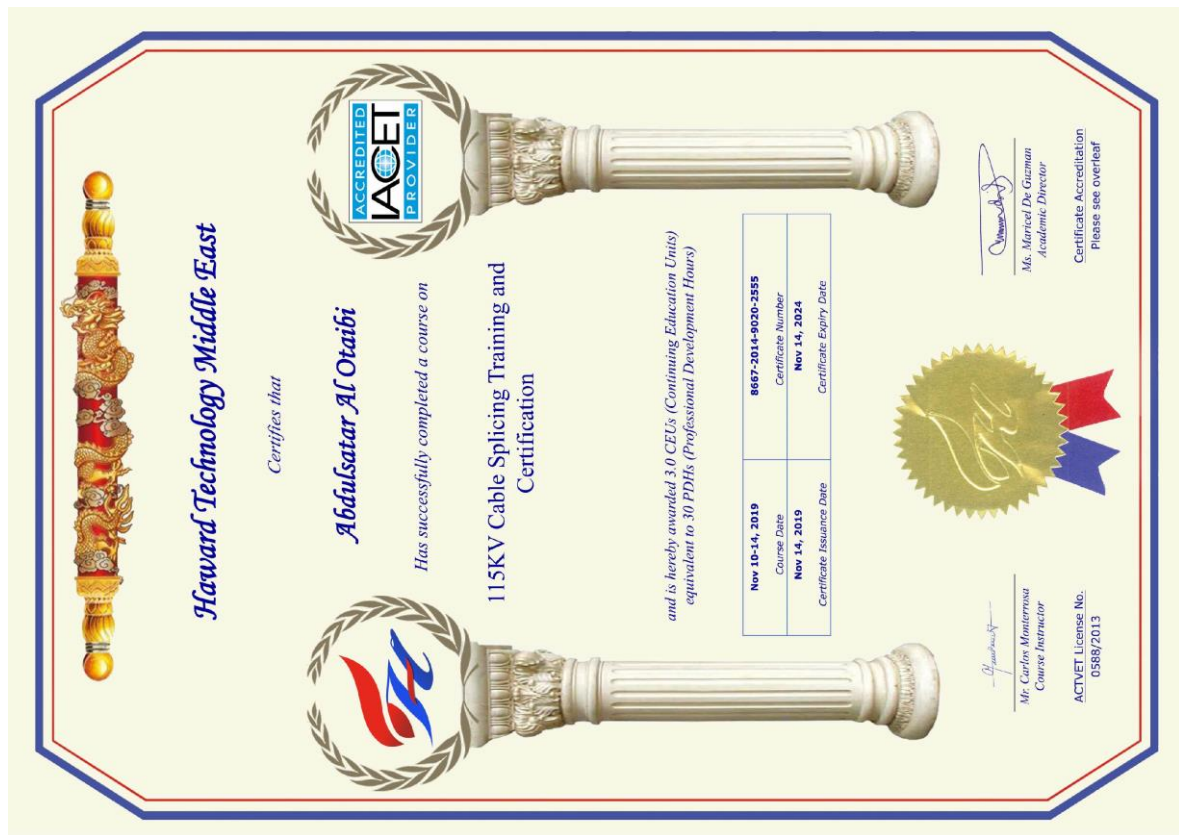 Haward Technology Middle East
Certifies that
Abdulsatar Al Otaibi
Has successfully completed a course on
115KV Cable Splicing Training and
Certification
ACCREDITED
IACET
PROVIDER
and is hereby awarded 3.0 CEUs (Continuing Education Units)
equivalent to 30 PDHs (Professional Development Hours)
Nov 10-14, 2019
Course Date
8667-2014-9020-2555
Certificate Number
Nov 14, 2019
Certificate Issuance Date
Nov 14, 2024
Certificate Expiry Date
Mr. Carlos Monterrosa
Course Instructor
Ms. Maricel De Guzman
Academic Director
ACTVET License No.
0588/2013
Certificate Accreditation
Please see overleaf